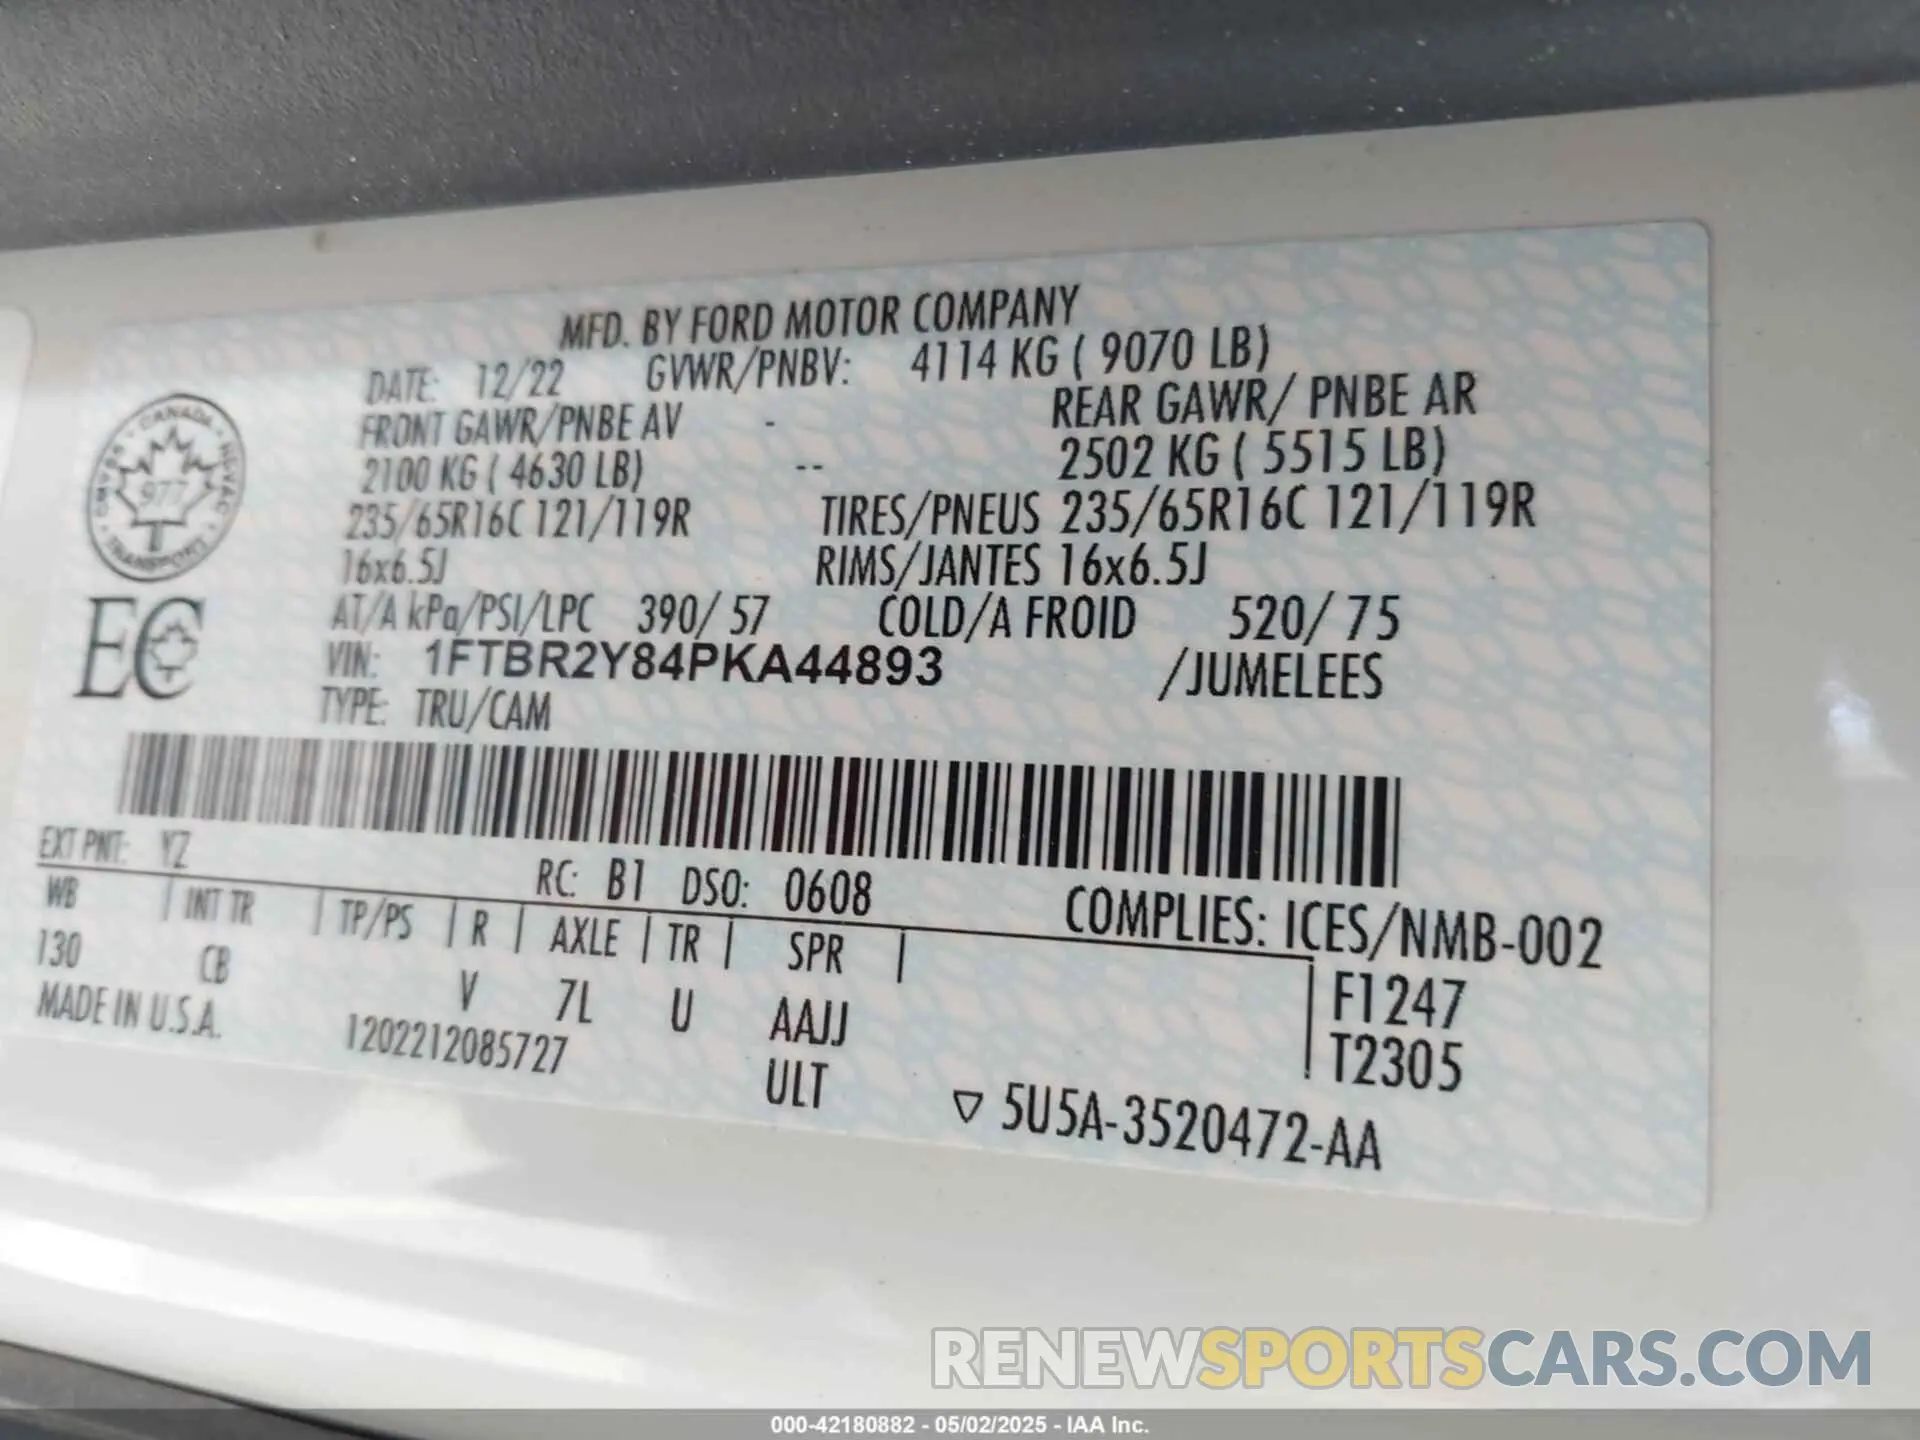 MFD. BY FORD MOTOR COMPANY
DATE: 12/22 GVWR/PNBV: 4114 KG ( 9070 LB)
FRONT GAWR/PNBE AV - REAR GAWR/ PNBE AR
2100 KG ( 4630 LB) -- 2502 KG ( 5515 LB)
235/65R16C 121/119R TIRES/PNEUS 235/65R16C 121/119R
16x6.5J RIMS/JANTES 16x6.5J
AT/A kPa/PSI/LPC 390/ 57 COLD/A FROID 520/ 75
VIN: 1FTBR2Y84PKA44893 /JUMELEES
TYPE: TRU/CAM
CANADA
977
TRANSPORT
EC
EXT PNT: YZ RC: B1 DSO: 0608 COMPLIES: ICES/NMB-002
WB | INT TR | TP/PS | R | AXLE | TR | SPR |
130 CB V 7L U AAJJ F1247
MADE IN U.S.A. 1202212085727 ULT T2305
▽ 5U5A-3520472-AA
RENEWSPORTSCARS.COM
000-42180882 - 05/02/2025 - IAA Inc.